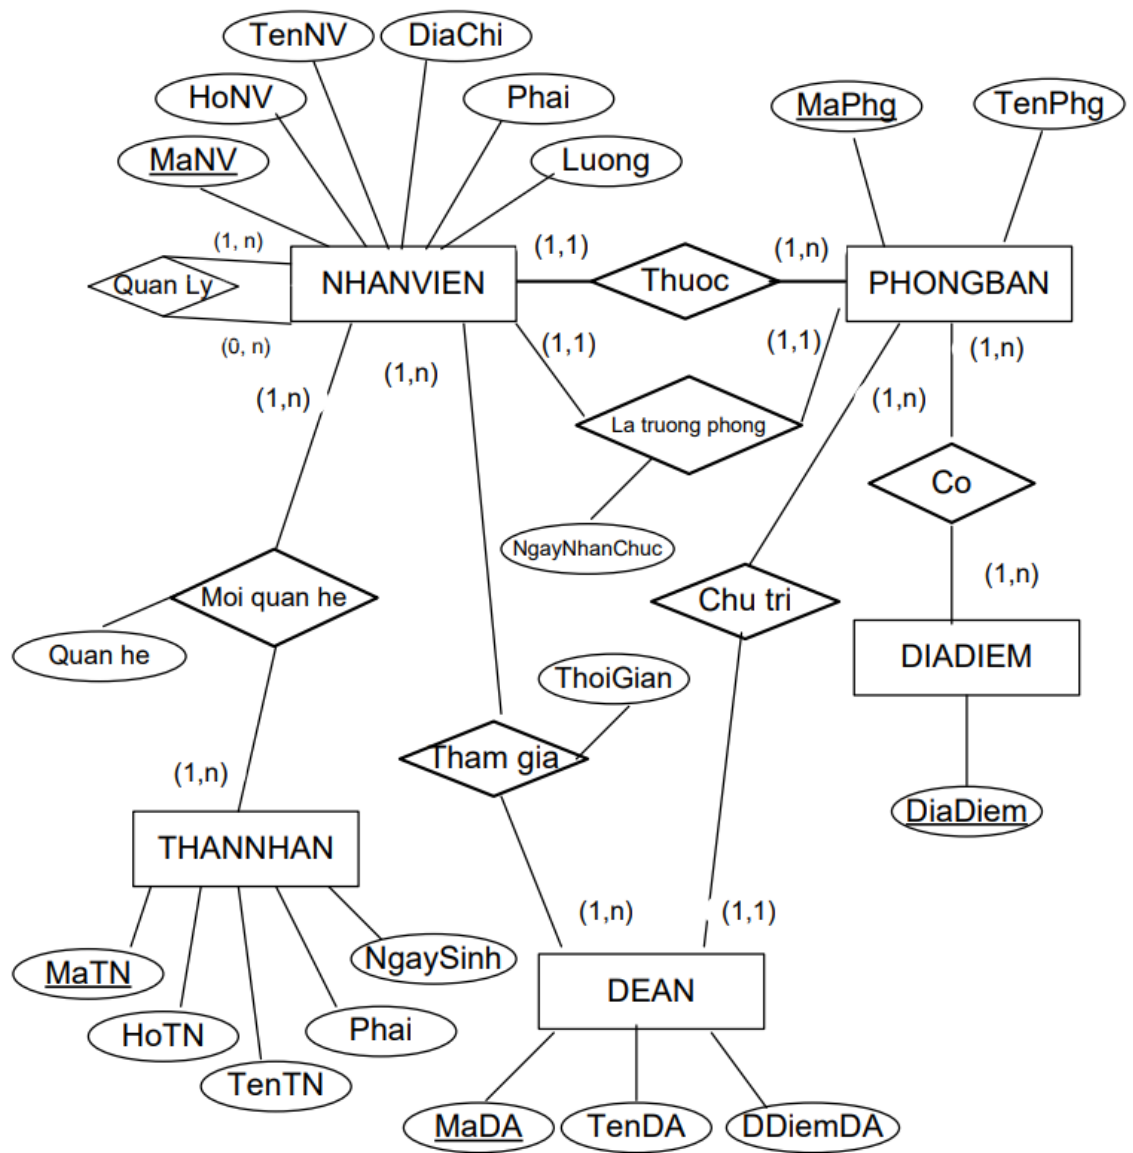 TenNV
DiaChi
HoNV
Phai
MaPhg
TenPhg
MaNV
Luong
(1, n)
(1,1)
(1,n)
Quan Ly
NHANVIEN
Thuoc
PHONGBAN
(0, n)
(1,1)
(1,1)
(1,n)
(1,n)
(1,n)
(1,n)
La truong phong
Co
NgayNhanChuc
(1,n)
Moi quan he
Chu tri
Quan he
DIADIEM
ThoiGian
Tham gia
(1,n)
DiaDiem
THANNHAN
(1,n)
(1,1)
NgaySinh
MaTN
DEAN
HoTN
Phai
TenTN
MaDA
TenDA
DDiemDA